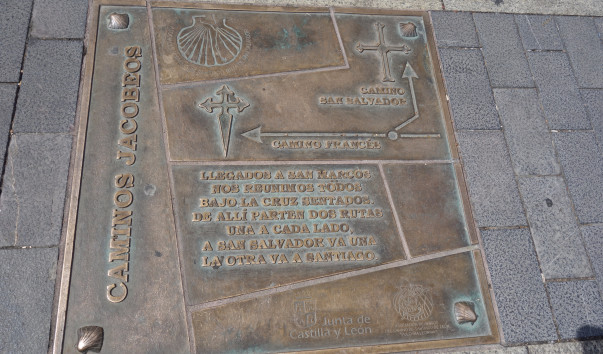 CAMINOS JACOBEOS
CAMINO
SAN SALVADOR
CAMINO FRANCÉS
LLEGADOS A SAN MARCOS
NOS REUNIMOS TODOS
BAJO LA CRUZ SENTADOS,
DE ALLÍ PARTEN DOS RUTAS
UNA A CADA LADO,
A SAN SALVADOR VA UNA
LA OTRA VA A SANTIAGO.
Junta de
Castilla y León